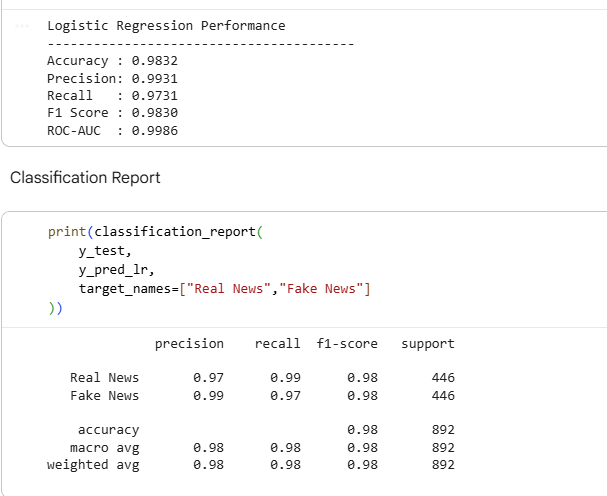 Logistic Regression Performance
----------------------------------------
Accuracy : 0.9832
Precision: 0.9931
Recall   : 0.9731
F1 Score : 0.9830
ROC-AUC  : 0.9986
Classification Report
print(classification_report(
    y_test,
    y_pred_lr,
    target_names=["Real News","Fake News"]
))
              precision    recall  f1-score   support
   Real News       0.97      0.99      0.98       446
   Fake News       0.99      0.97      0.98       446
    accuracy                           0.98       892
   macro avg       0.98      0.98      0.98       892
weighted avg       0.98      0.98      0.98       892